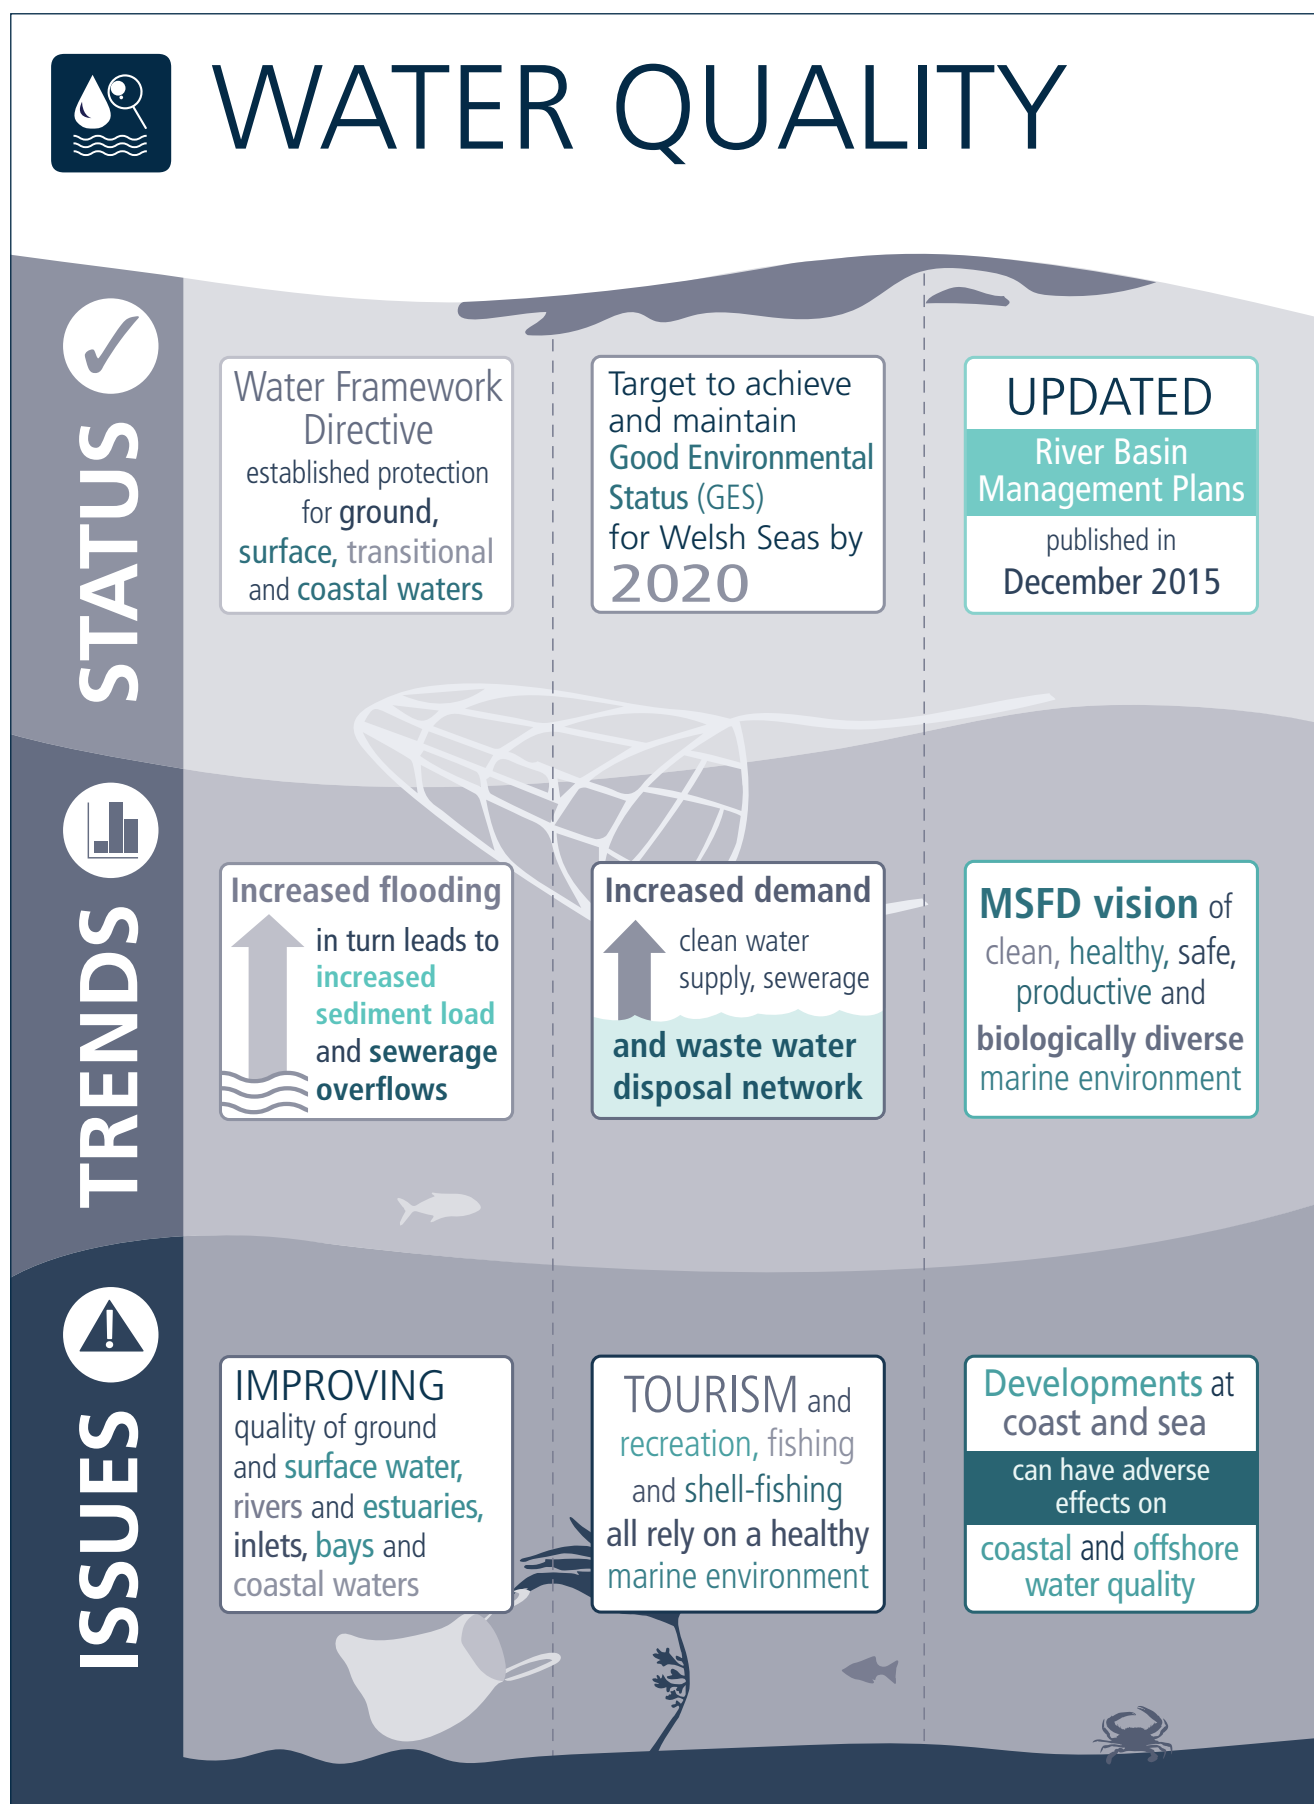 WATER QUALITY
STATUS
Water Framework
Directive
established protection
for ground,
surface, transitional
and coastal waters
Target to achieve
and maintain
Good Environmental
Status (GES)
for Welsh Seas by
2020
UPDATED
River Basin
Management Plans
published in
December 2015
TRENDS
Increased flooding
in turn leads to
increased
sediment load
and sewerage
overflows
Increased demand
clean water
supply, sewerage
and waste water
disposal network
MSFD vision of
clean, healthy, safe,
productive and
biologically diverse
marine environment
ISSUES
IMPROVING
quality of ground
and surface water,
rivers and estuaries,
inlets, bays and
coastal waters
TOURISM and
recreation, fishing
and shell-fishing
all rely on a healthy
marine environment
Developments at
coast and sea
can have adverse
effects on
coastal and offshore
water quality